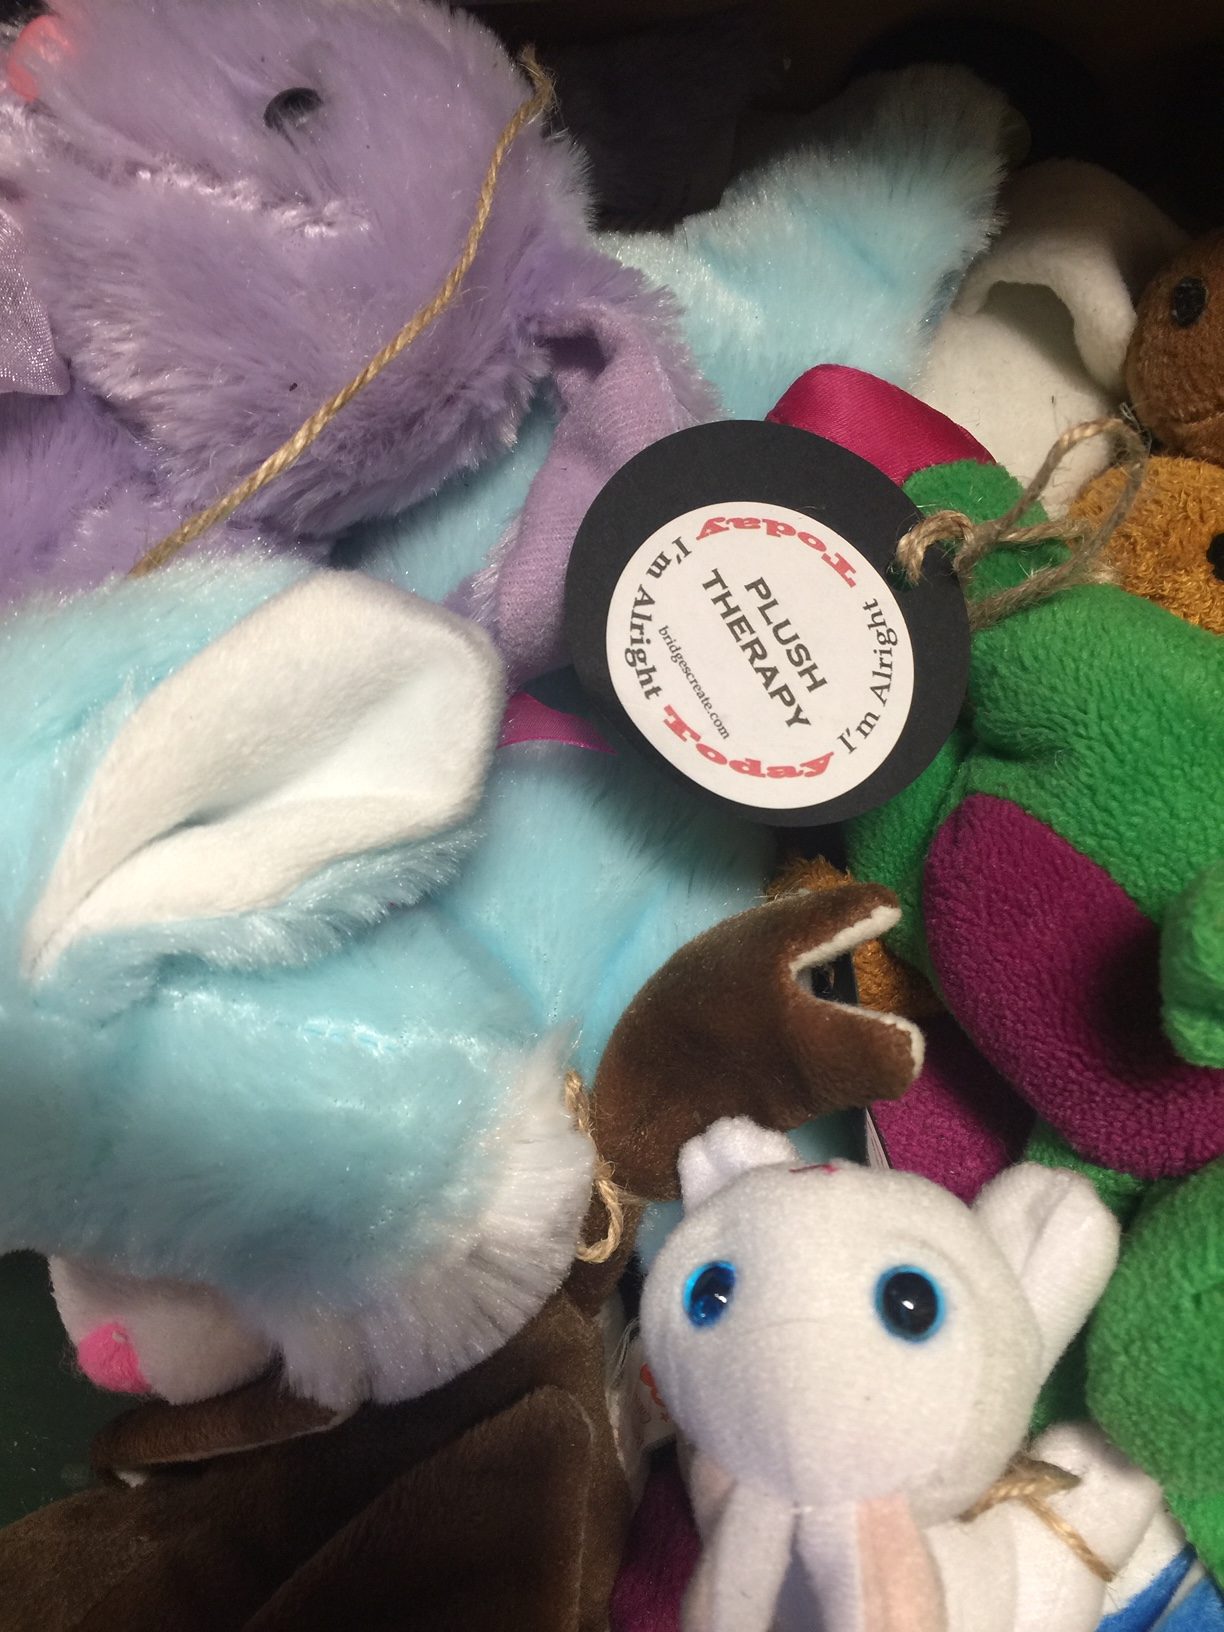 Today
I'm Alright
PLUSH
THERAPY
bridgescreate.com
I'm Alright
Today